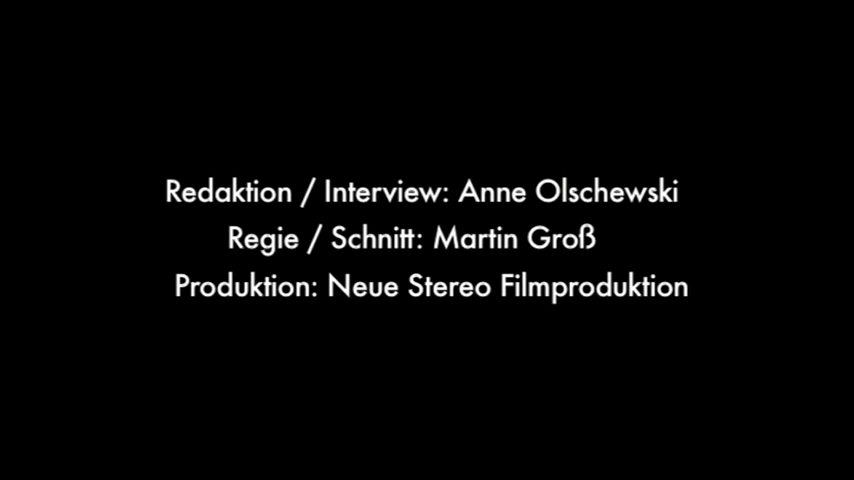 Redaktion / Interview: Anne Olschewski
Regie / Schnitt: Martin Groß
Produktion: Neue Stereo Filmproduktion